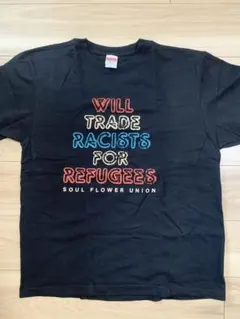 WILL
TRADE
RACISTS
FOR
REFUGEES
SOUL FLOWER UNION